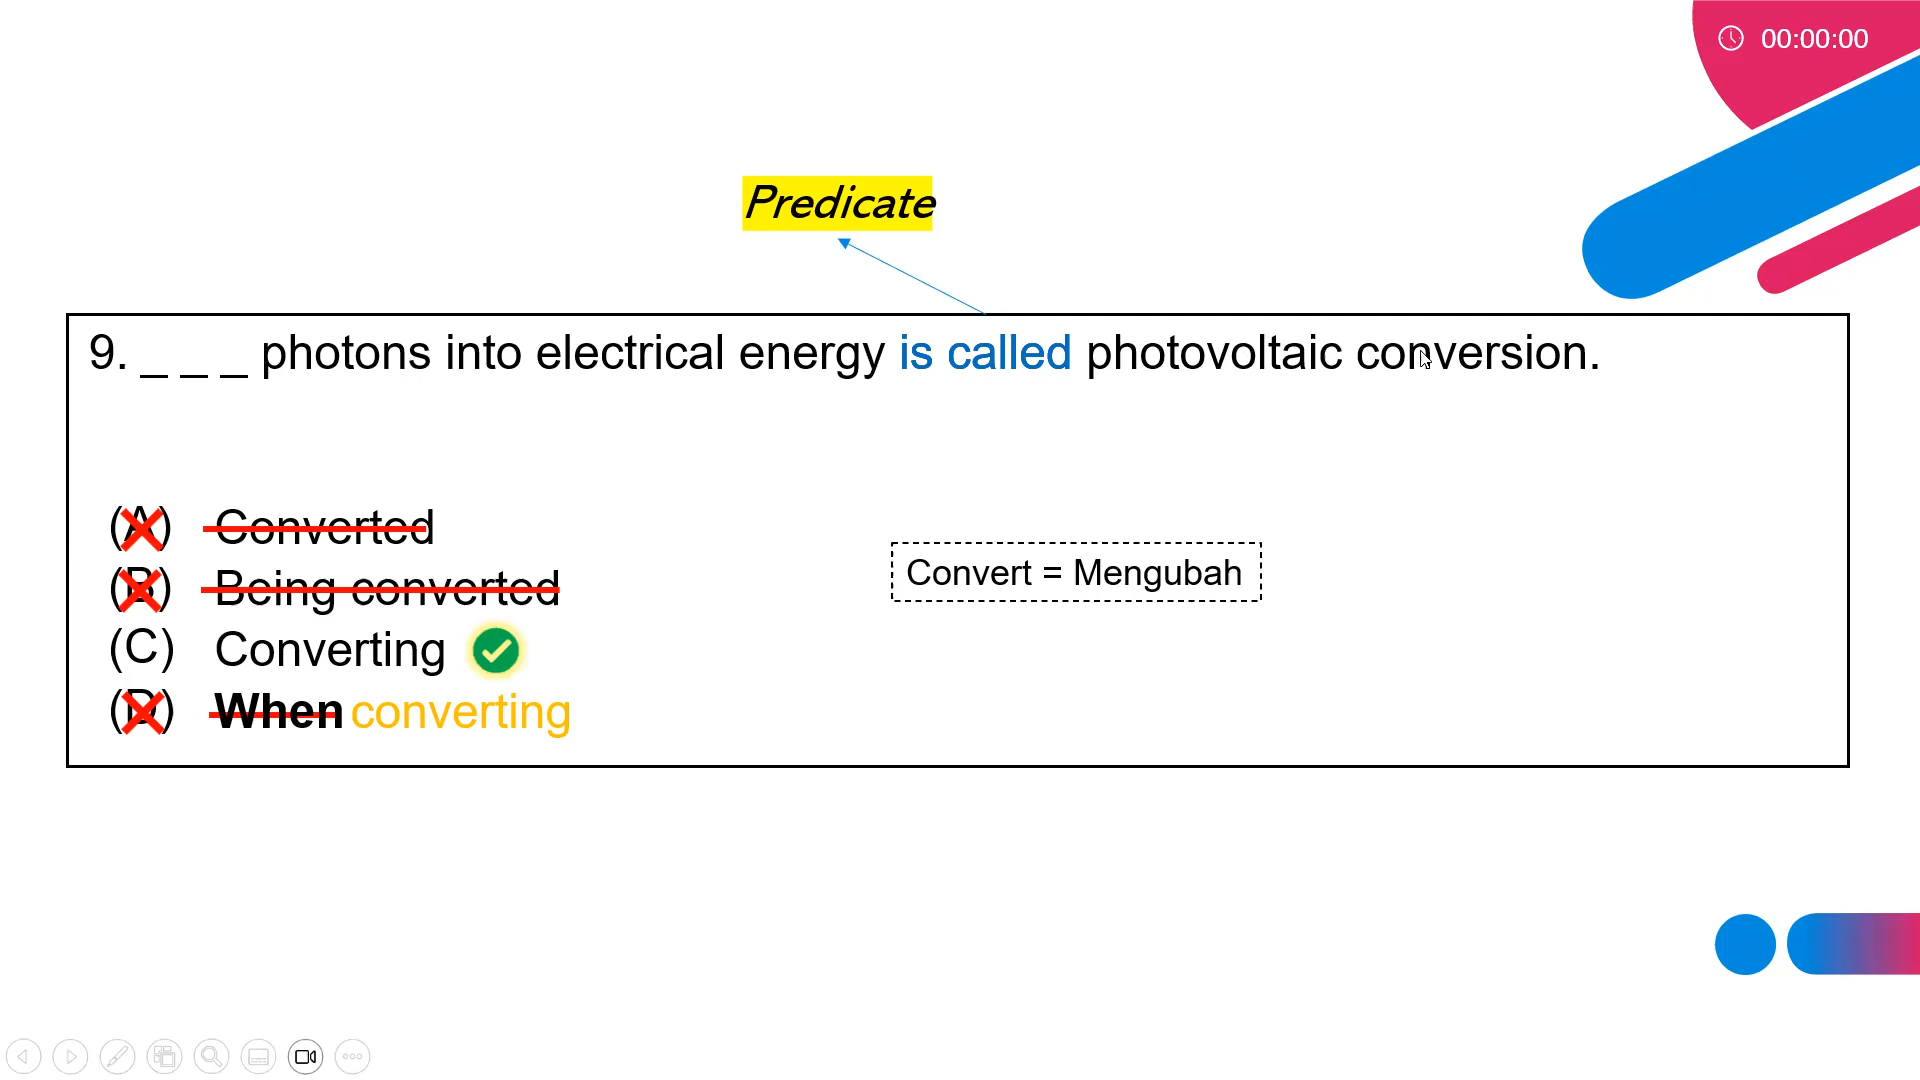 00:00:00
Predicate
9. _ _ _ photons into electrical energy is called photovoltaic conversion.
(A) Converted
(B) Being converted
Convert = Mengubah
(C) Converting
(D) When converting